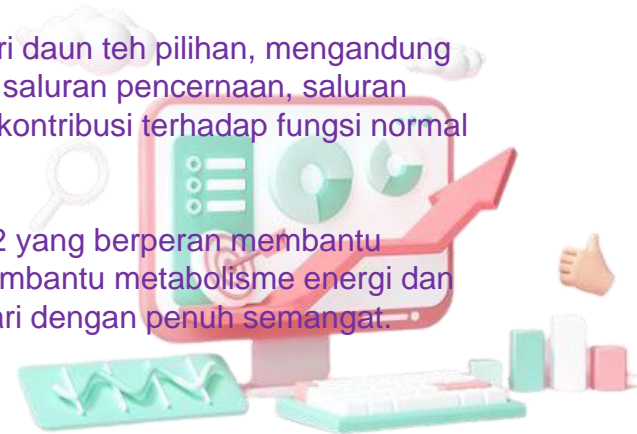 ri daun teh pilihan, mengandung
saluran pencernaan, saluran
kontribusi terhadap fungsi normal
2 yang berperan membantu
mbantu metabolisme energi dan
ari dengan penuh semangat.